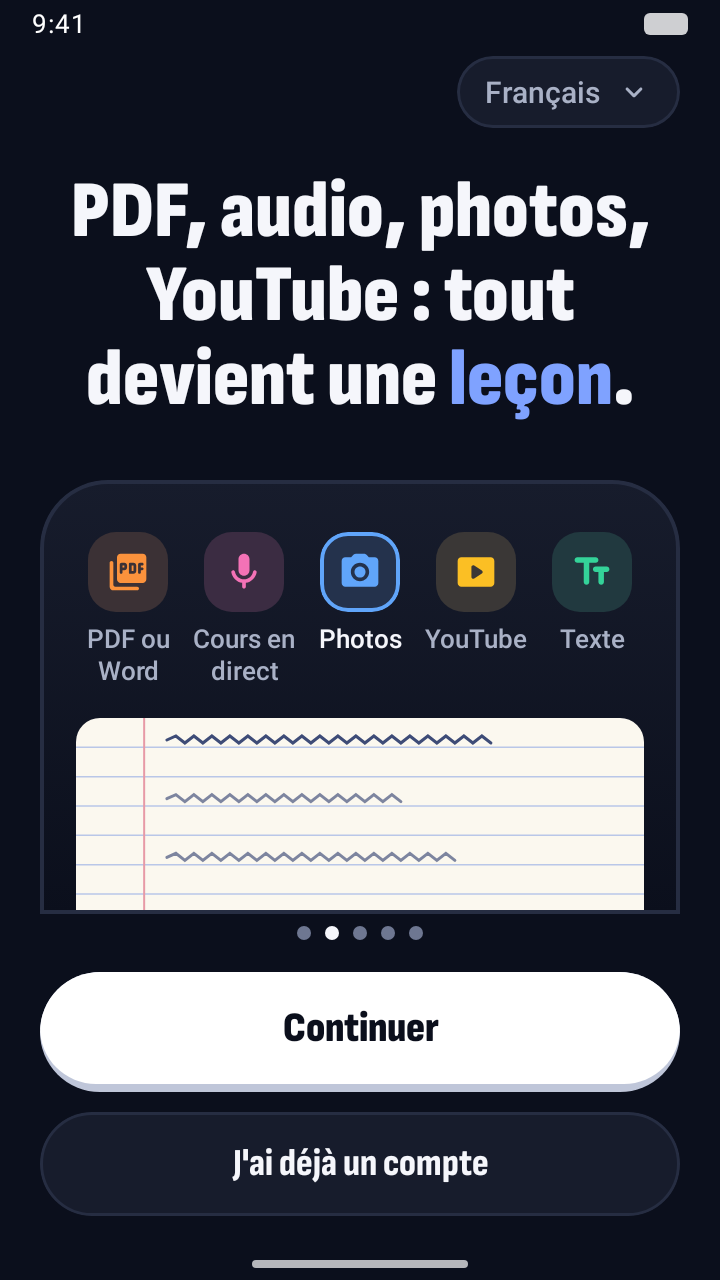 9:41
Français
PDF, audio, photos,
YouTube : tout
devient une leçon.
PDF
PDF ou
Word
Cours en
direct
Photos
YouTube
Tт
Texte
Continuer
J'ai déjà un compte